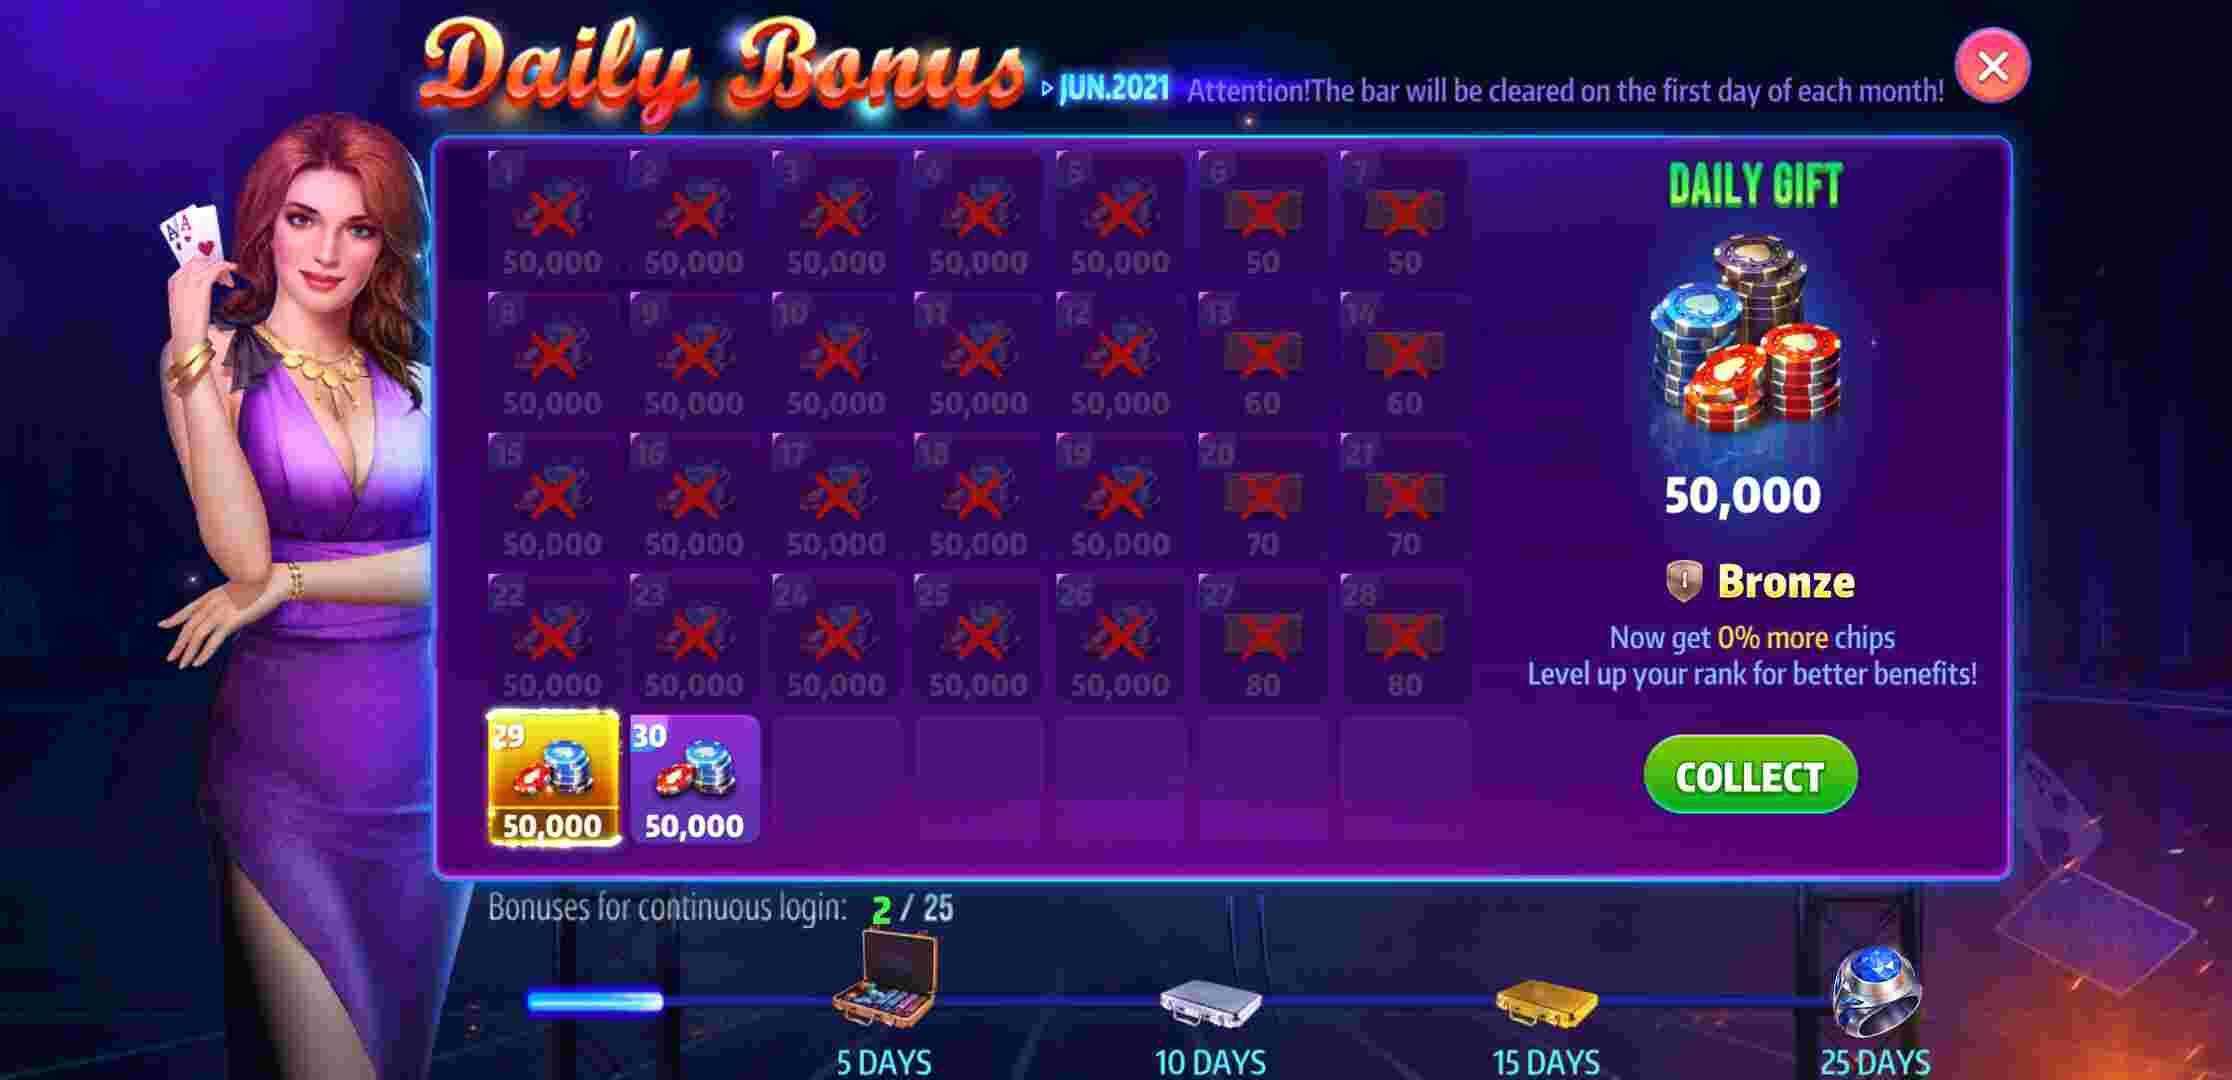 Daily Bonus
JUN.2021 Attention!The bar will be cleared on the first day of each month!
A A
1 2 3 4 5 6 7
50,000 50,000 50,000 50,000 50,000 50 50
8 9 10 11 12 13 14
50,000 50,000 50,000 50,000 50,000 60 60
15 16 17 18 19 20 21
50,000 50,000 50,000 50,000 50,000 70 70
22 23 24 25 26 27 28
50,000 50,000 50,000 50,000 50,000 80 80
29 30
50,000 50,000
DAILY GIFT
50,000
Bronze
Now get 0% more chips
Level up your rank for better benefits!
COLLECT
Bonuses for continuous login: 2 / 25
5 DAYS 10 DAYS 15 DAYS 25 DAYS